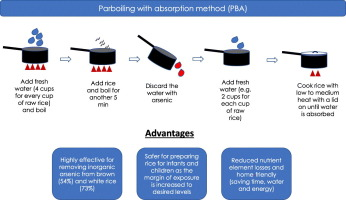 Parboiling with absorption method (PBA)
Add fresh
water (4 cups
for every cup
of raw rice)
and boil
Add rice
and boil for
another 5
min
Discard the
water with
arsenic
Add fresh
water (e.g.
2 cups for
each cup of
raw rice)
Cook rice with
low to medium
heat with a lid
on until water
is absorbed
Advantages
Highly effective for
removing inorganic
arsenic from brown
(54%) and white rice
(73%)
Safer for preparing
rice for infants and
children as the
margin of exposure
is increased to
desired levels
Reduced nutrient
element losses and
home friendly
(saving time, water
and energy)